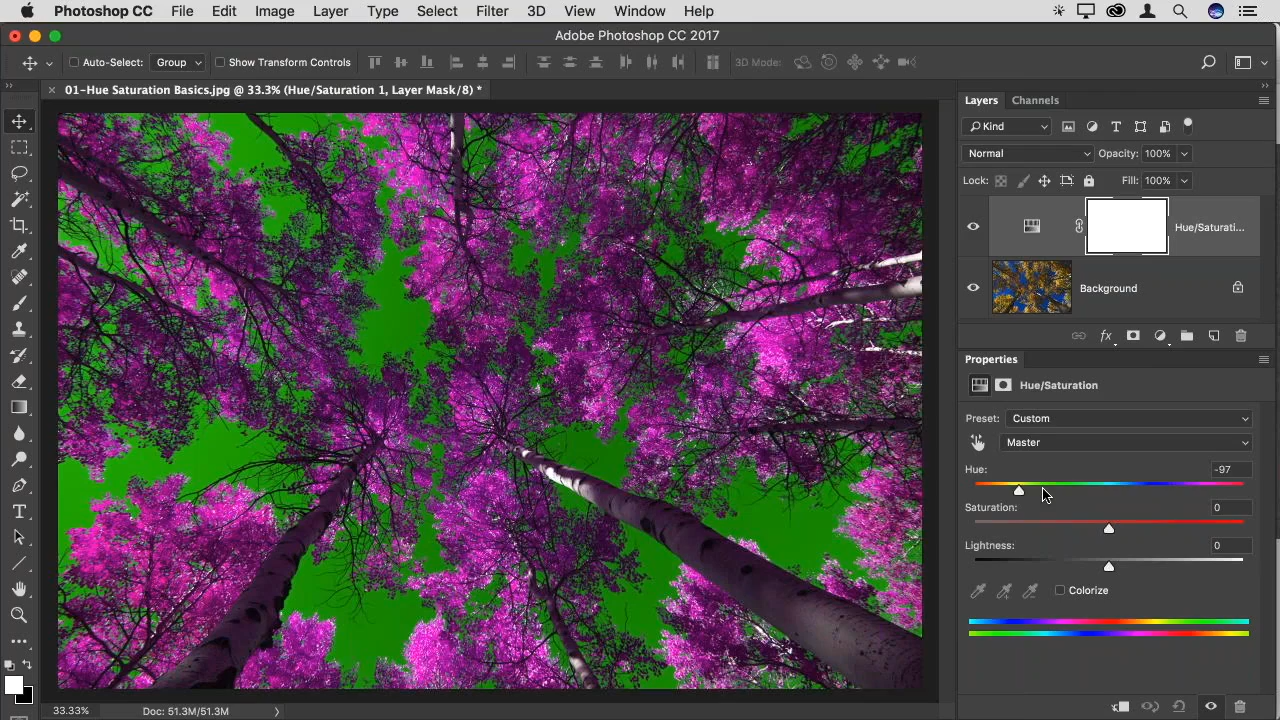 Photoshop CC File Edit Image Layer Type Select Filter 3D View Window Help
Adobe Photoshop CC 2017
Auto-Select: Group Show Transform Controls 3D Mode:
01-Hue Saturation Basics.jpg @ 33.3% (Hue/Saturation 1, Layer Mask/8) *
Layers Channels
Kind
Normal Opacity: 100%
Lock: Fill: 100%
Hue/Saturati...
Background
fx
Properties
Hue/Saturation
Preset: Custom
Master
Hue: -97
Saturation: 0
Lightness: 0
Colorize
33.33% Doc: 51.3M/51.3M